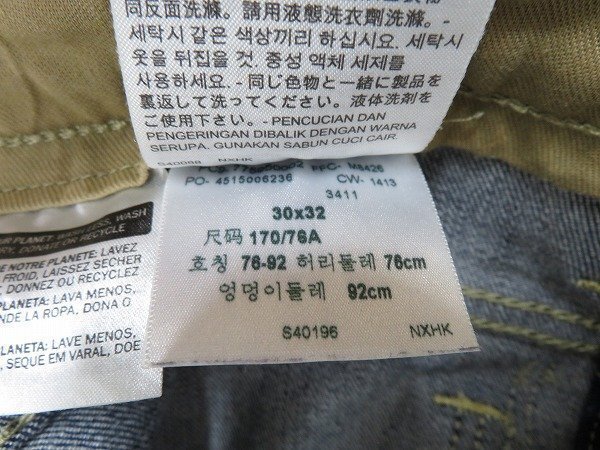 同反面洗滌。請用液態洗衣劑洗滌。-
세탁시 같은 색상끼리 하십시요. 세탁시
옷을 뒤집을 것. 중성 액체 세제를
사용하세요. - 同じ色物と一緒に製品を
裏返して洗ってください。液体洗剤を
ご使用下さい。- PENCUCIAN DAN
PENGERINGAN DIBALIK DENGAN WARNA
SERUPA. GUNAKAN SABUN CUCI CAIR.
NXHK
PO- 4515006236 CW- 1413
3411
30x32
尺码 170/76A
호칭 76-92 허리둘레 76cm
엉덩이둘레 92cm
S40196 NXHK
PLANET: WASH LESS, WASH
DONATE OR RECYCLE
NOTRE PLANETE: LAVEZ
FROID, LAISSEZ SECHER
DONNEZ OU RECYCLEZ
PLANETA: LAVA MENOS,
DE LA ROPA. DONA O
PLANETA: LAVE MENOS,
SEQUE EM VARAL, DOE